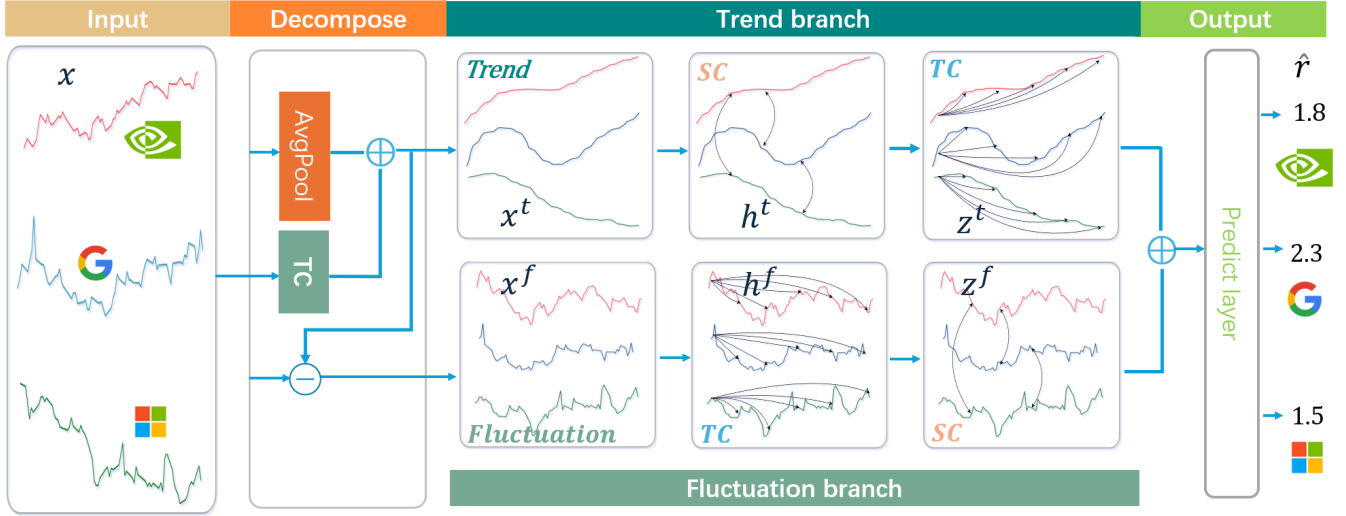 Input
Decompose
Trend branch
Output
x
AvgPool
TC
Trend
x^t
SC
h^t
TC
z^t
x^f
Fluctuation
h^f
TC
z^f
SC
Fluctuation branch
Predict layer
r̂
1.8
2.3
1.5